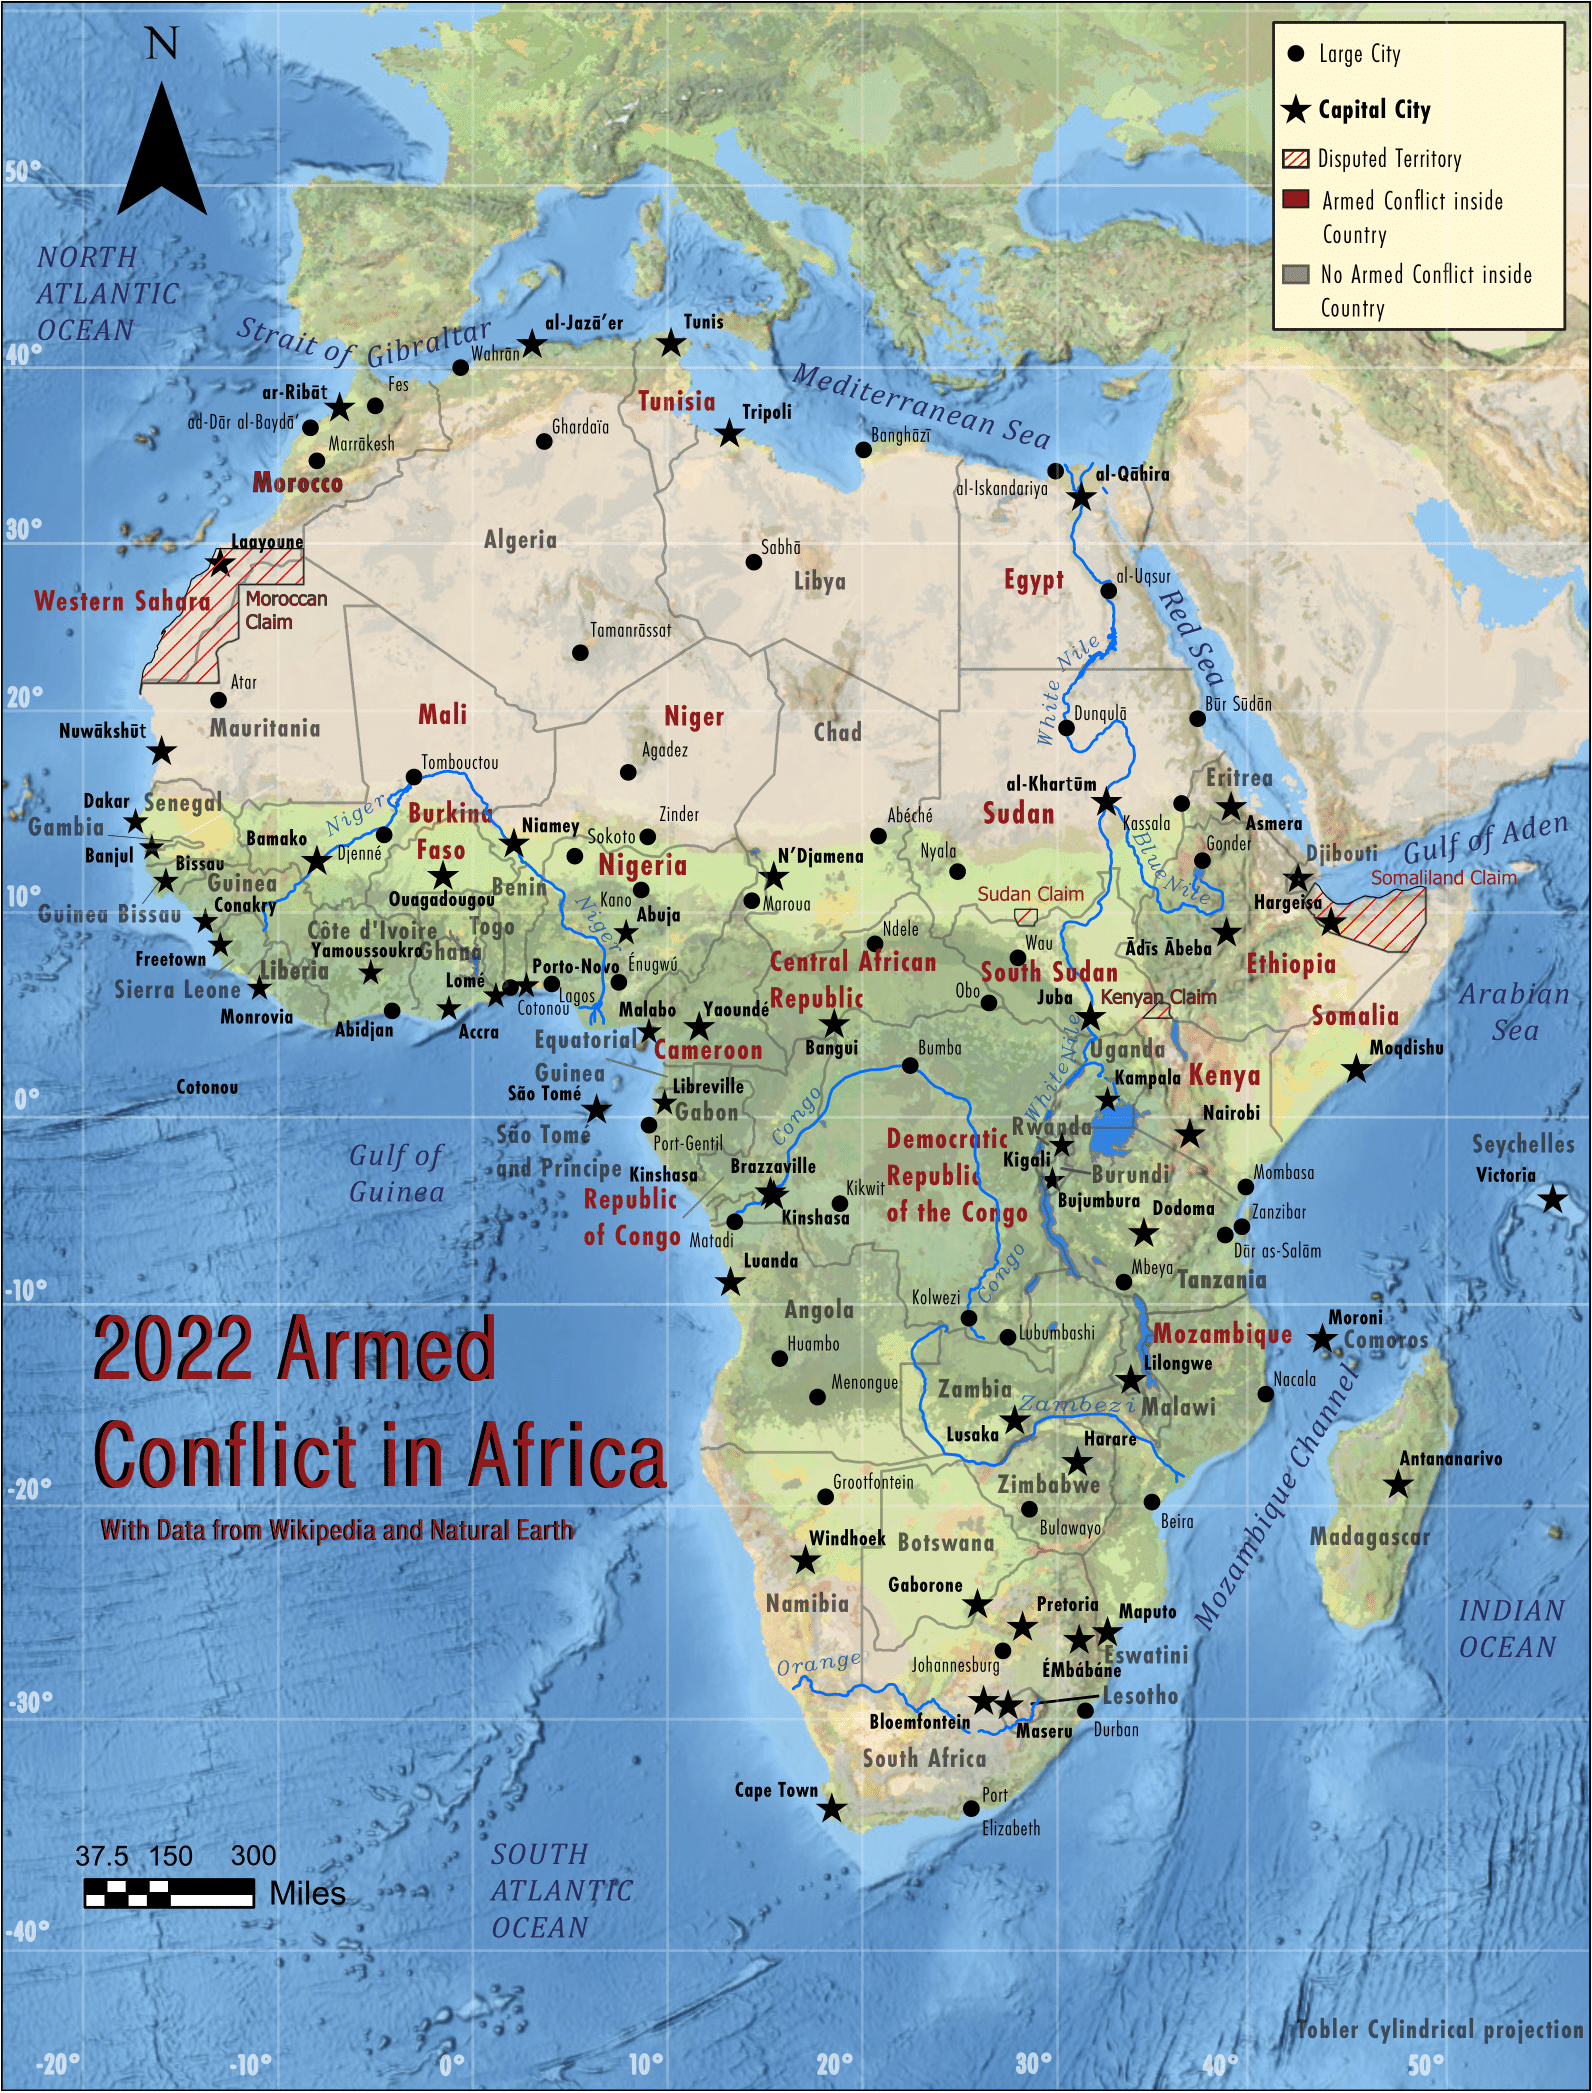 N
Large City
Capital City
Disputed Territory
Armed Conflict inside
Country
No Armed Conflict inside
Country
50°
NORTH
ATLANTIC
OCEAN
Strait of Gibraltar
al-Jazā'er
Tunis
40°
Wahrān
Mediterranean Sea
ar-Ribāt
Fes
Tunisia
Tripoli
ad-Dār al-Baydā'
Marrākesh
Ghardaïa
Banghāzī
Morocco
al-Iskandariya
al-Qāhira
30°
Laayoune
Algeria
Sabhā
Libya
Egypt
al-Uqsur
Western Sahara
Moroccan
Claim
Tamanrāssat
White Nile
Red Sea
20°
Atar
Mauritania
Mali
Niger
Chad
Dunqulā
Būr Sūdān
Nuwākshūt
Agadez
Tombouctou
al-Khartūm
Eritrea
Dakar
Senegal
Niger
Burkina
Faso
Niamey
Zinder
Abéché
Sudan
Kassala
Asmera
Gambia
Banjul
Bamako
Djenné
Sokoto
Nigeria
N'Djamena
Nyala
Blue Nile
Gonder
Djibouti
Gulf of Aden
Bissau
Guinea
Ouagadougou
Benin
Kano
Maroua
Sudan Claim
Hargeisa
Somaliland Claim
10°
Guinea Bissau
Conakry
Côte d'Ivoire
Togo
Niger
Abuja
Ndele
Wau
Ādīs Ābeba
Freetown
Yamoussoukro
Ghana
Énugwú
Central African
Republic
South Sudan
Ethiopia
Sierra Leone
Liberia
Lomé
Porto-Novo
Lagos
Cotonou
Malabo
Yaoundé
Obo
Juba
Kenyan Claim
Arabian
Sea
Monrovia
Abidjan
Accra
Equatorial
Guinea
Cameroon
Bangui
Bumba
White Nile
Uganda
Somalia
Moqdishu
Cotonou
0°
São Tomé
Libreville
Gabon
Congo
Kampala
Kenya
Nairobi
Gulf of
Guinea
São Tomé
and Príncipe
Port-Gentil
Kinshasa
Brazzaville
Democratic
Republic
of the Congo
Rwanda
Kigali
Burundi
Bujumbura
Mombasa
Seychelles
Victoria
Republic
of Congo
Matadi
Kinshasa
Kikwit
Dodoma
Zanzibar
Dār as-Salām
Luanda
Congo
Mbeya
Tanzania
-10°
Angola
Kolwezi
Lubumbashi
Mozambique
Moroni
Comoros
2022 Armed
Conflict in Africa
With Data from Wikipedia and Natural Earth
Huambo
Menongue
Zambia
Lilongwe
Nacala
Zambezi
Malawi
Lusaka
Harare
Mozambique Channel
Antananarivo
-20°
Grootfontein
Zimbabwe
Bulawayo
Beira
Madagascar
Windhoek
Botswana
Namibia
Gaborone
Pretoria
Maputo
INDIAN
OCEAN
Orange
Johannesburg
ÉMbábáne
Eswatini
-30°
Lesotho
Bloemfontein
Maseru
Durban
South Africa
Cape Town
Port
Elizabeth
37.5 150 300
Miles
SOUTH
ATLANTIC
OCEAN
-40°
Tobler Cylindrical projection
-20° -10° 0° 10° 20° 30° 40° 50°